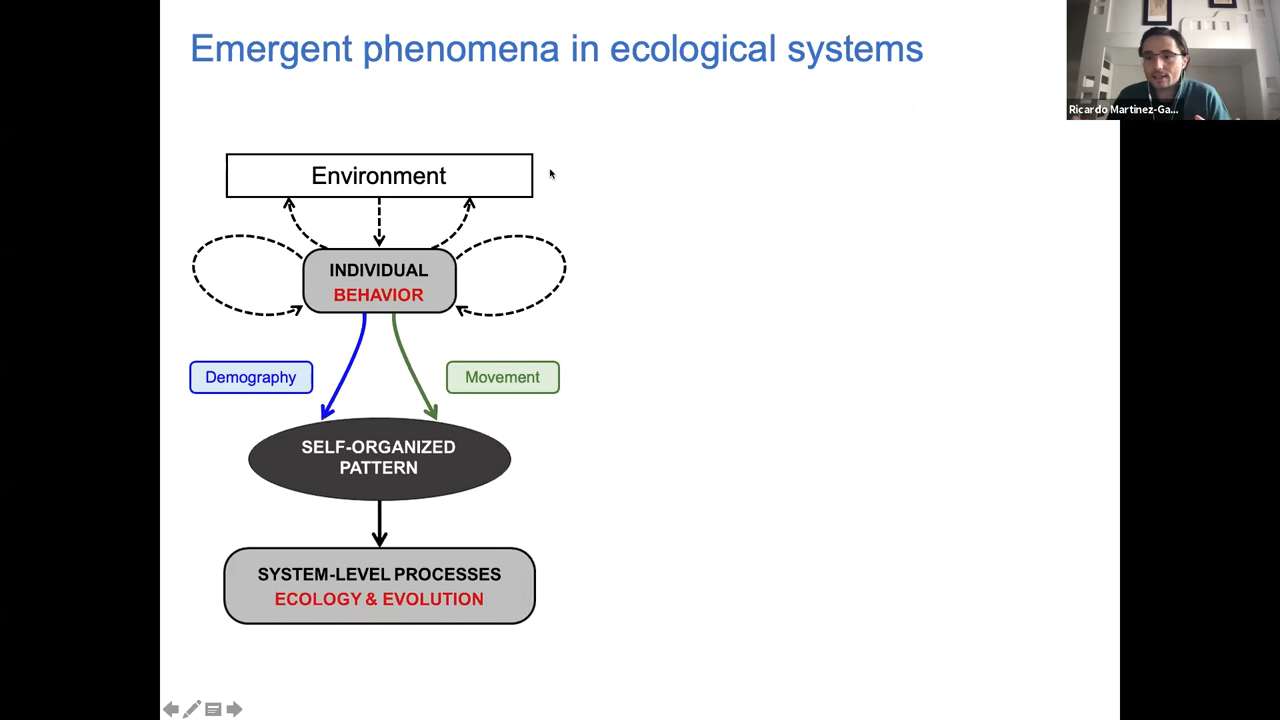 Emergent phenomena in ecological systems
Ricardo Martinez-Ga...
Environment
INDIVIDUAL
BEHAVIOR
Demography
Movement
SELF-ORGANIZED
PATTERN
SYSTEM-LEVEL PROCESSES
ECOLOGY & EVOLUTION